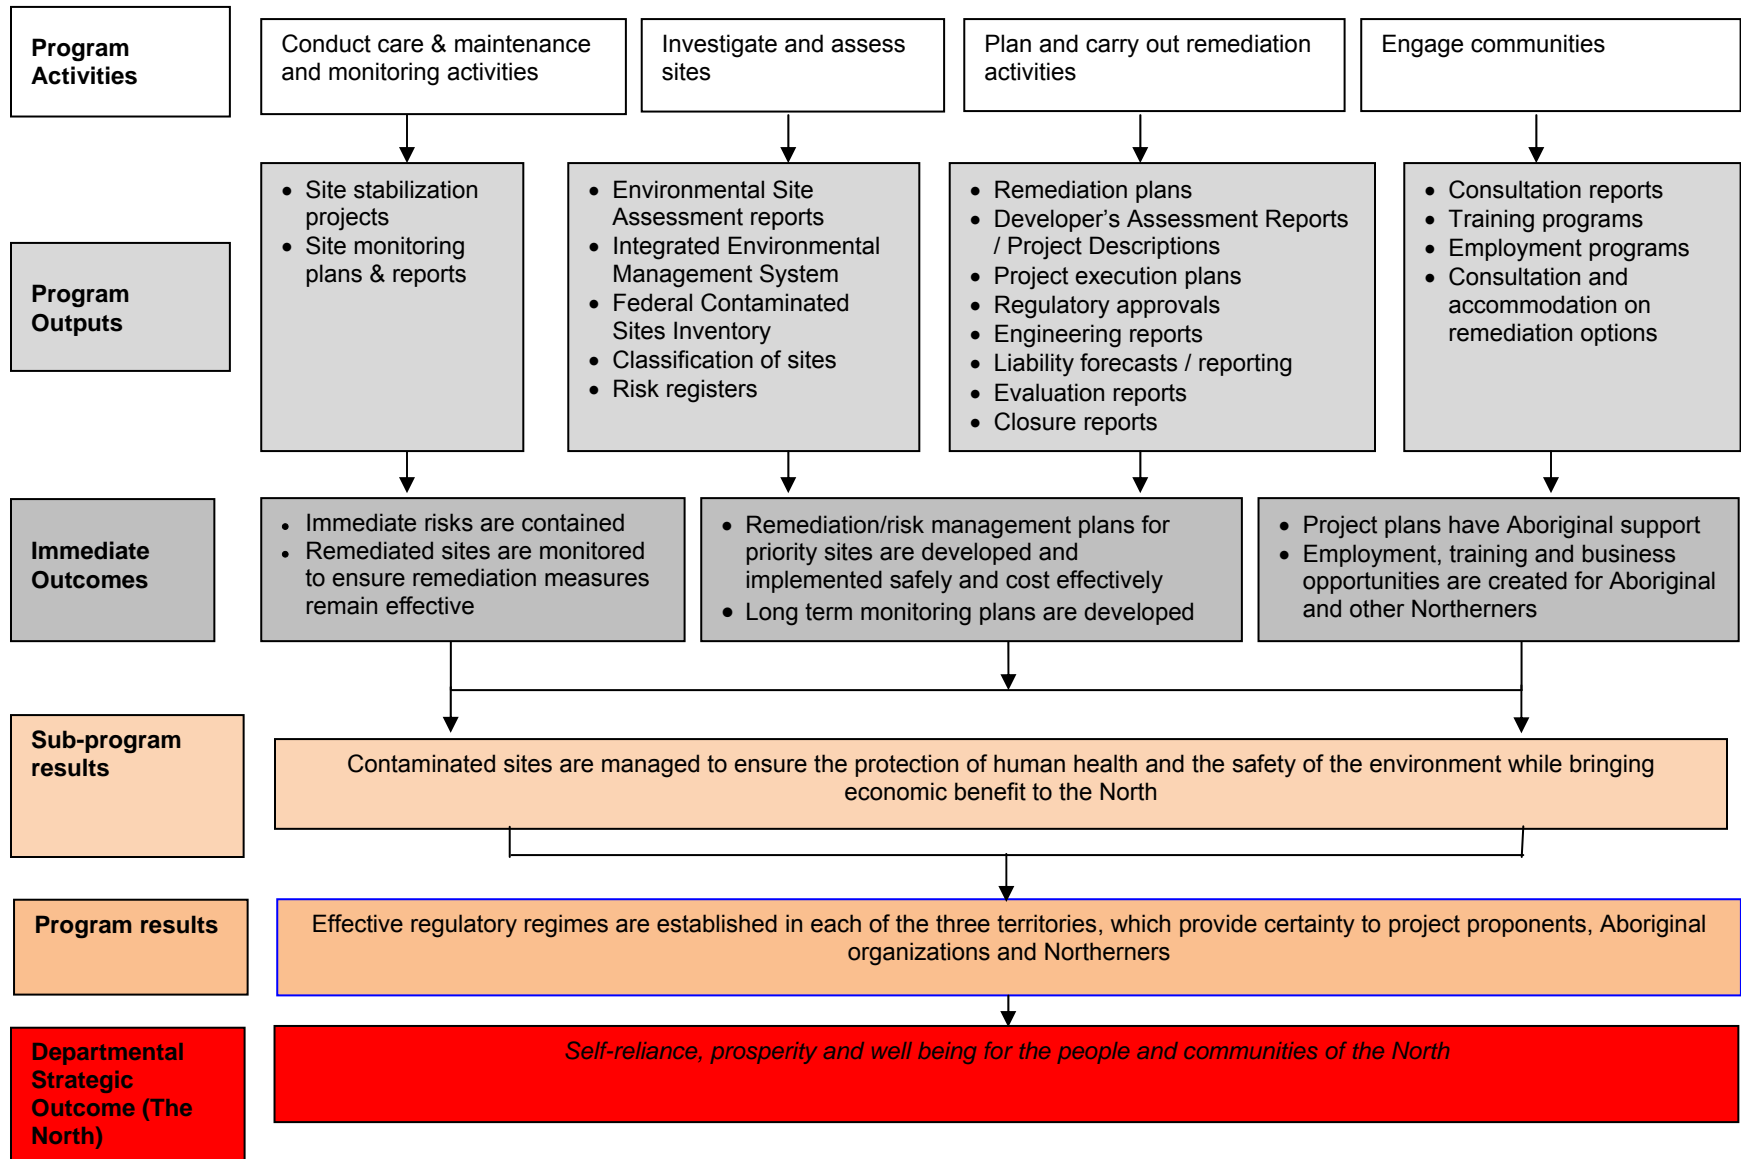 Program
Activities
Conduct care & maintenance
and monitoring activities
Investigate and assess
sites
Plan and carry out remediation
activities
Engage communities
Program
Outputs
• Site stabilization
projects
• Site monitoring
plans & reports
• Environmental Site
Assessment reports
• Integrated Environmental
Management System
• Federal Contaminated
Sites Inventory
• Classification of sites
• Risk registers
• Remediation plans
• Developer's Assessment Reports
/ Project Descriptions
• Project execution plans
• Regulatory approvals
• Engineering reports
• Liability forecasts / reporting
• Evaluation reports
• Closure reports
• Consultation reports
• Training programs
• Employment programs
• Consultation and
accommodation on
remediation options
Immediate
Outcomes
• Immediate risks are contained
• Remediated sites are monitored
to ensure remediation measures
remain effective
• Remediation/risk management plans for
priority sites are developed and
implemented safely and cost effectively
• Long term monitoring plans are developed
• Project plans have Aboriginal support
• Employment, training and business
opportunities are created for Aboriginal
and other Northerners
Sub-program
results
Contaminated sites are managed to ensure the protection of human health and the safety of the environment while bringing
economic benefit to the North
Program results
Effective regulatory regimes are established in each of the three territories, which provide certainty to project proponents, Aboriginal
organizations and Northerners
Departmental
Strategic
Outcome (The
North)
Self-reliance, prosperity and well being for the people and communities of the North